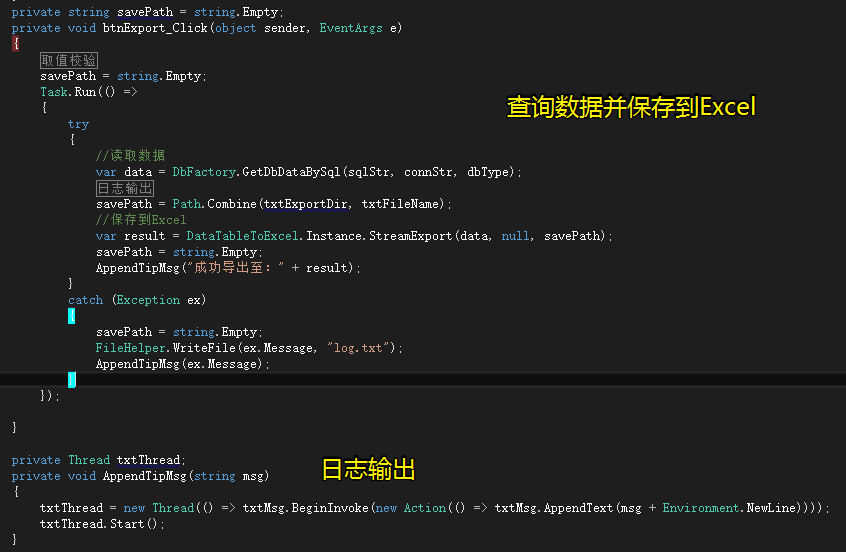 private string savePath = string.Empty;
private void btnExport_Click(object sender, EventArgs e)
{
取值校验
savePath = string.Empty;
Task.Run(() =>
{
查询数据并保存到Excel
try
{
//读取数据
var data = DbFactory.GetDbDataBySql(sqlStr, connStr, dbType);
日志输出
savePath = Path.Combine(txtExportDir, txtFileName);
//保存到Excel
var result = DataTableToExcel.Instance.StreamExport(data, null, savePath);
savePath = string.Empty;
AppendTipMsg("成功导出至：" + result);
}
catch (Exception ex)
{
savePath = string.Empty;
FileHelper.WriteFile(ex.Message, "log.txt");
AppendTipMsg(ex.Message);
}
});
}
private Thread txtThread;
日志输出
private void AppendTipMsg(string msg)
{
txtThread = new Thread(() => txtMsg.BeginInvoke(new Action(() => txtMsg.AppendText(msg + Environment.NewLine))));
txtThread.Start();
}